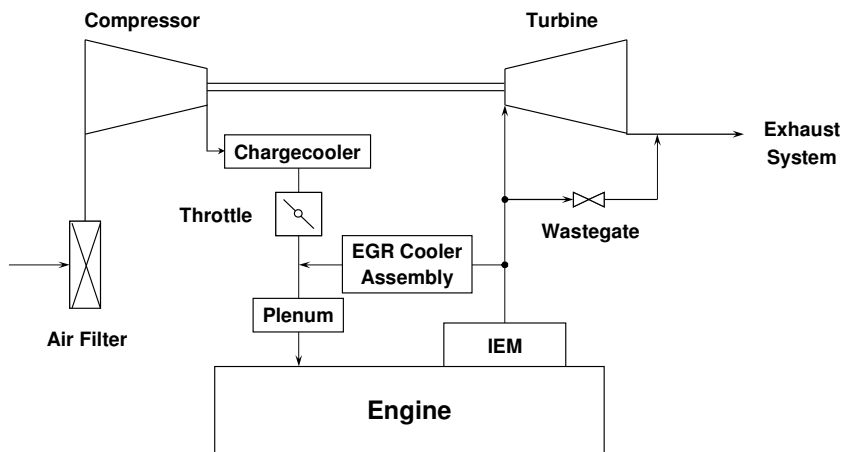 Compressor
Turbine
Exhaust
System
Chargecooler
Throttle
Wastegate
EGR Cooler
Assembly
Plenum
Air Filter
IEM
Engine